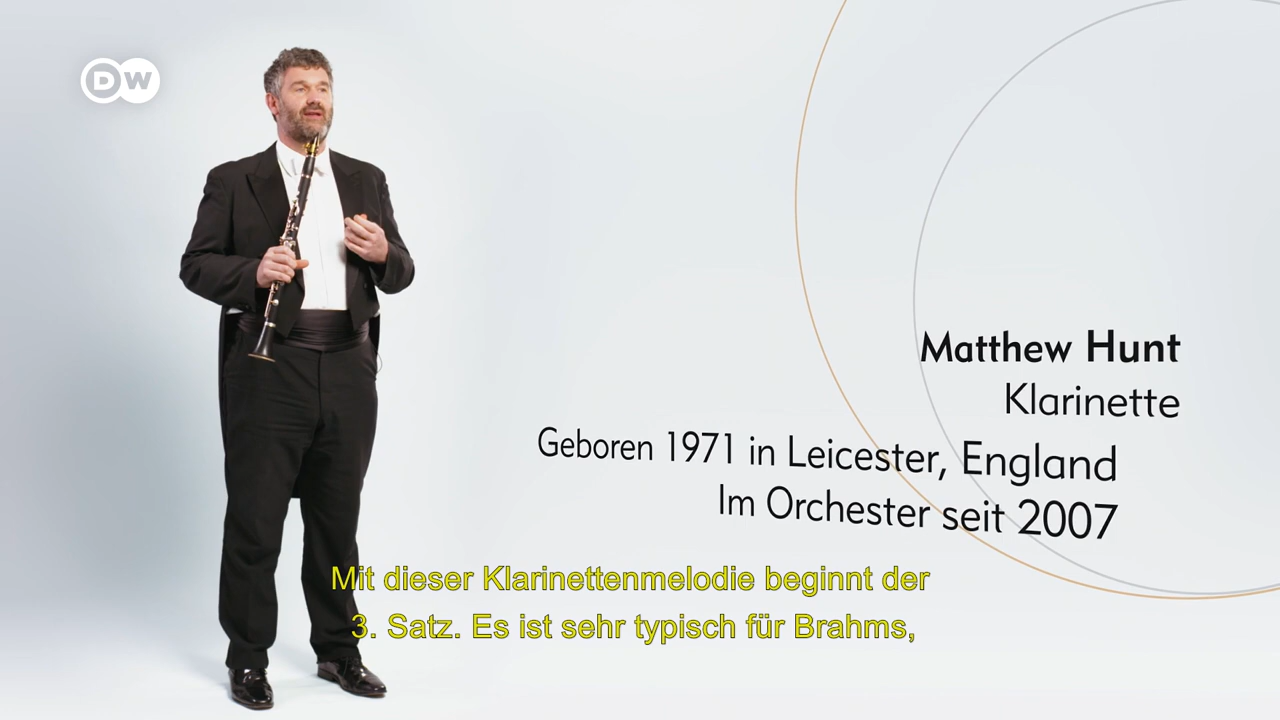 DW
Matthew Hunt
Klarinette
Geboren 1971 in Leicester, England
Im Orchester seit 2007
Mit dieser Klarinettenmelodie beginnt der
3. Satz. Es ist sehr typisch für Brahms,